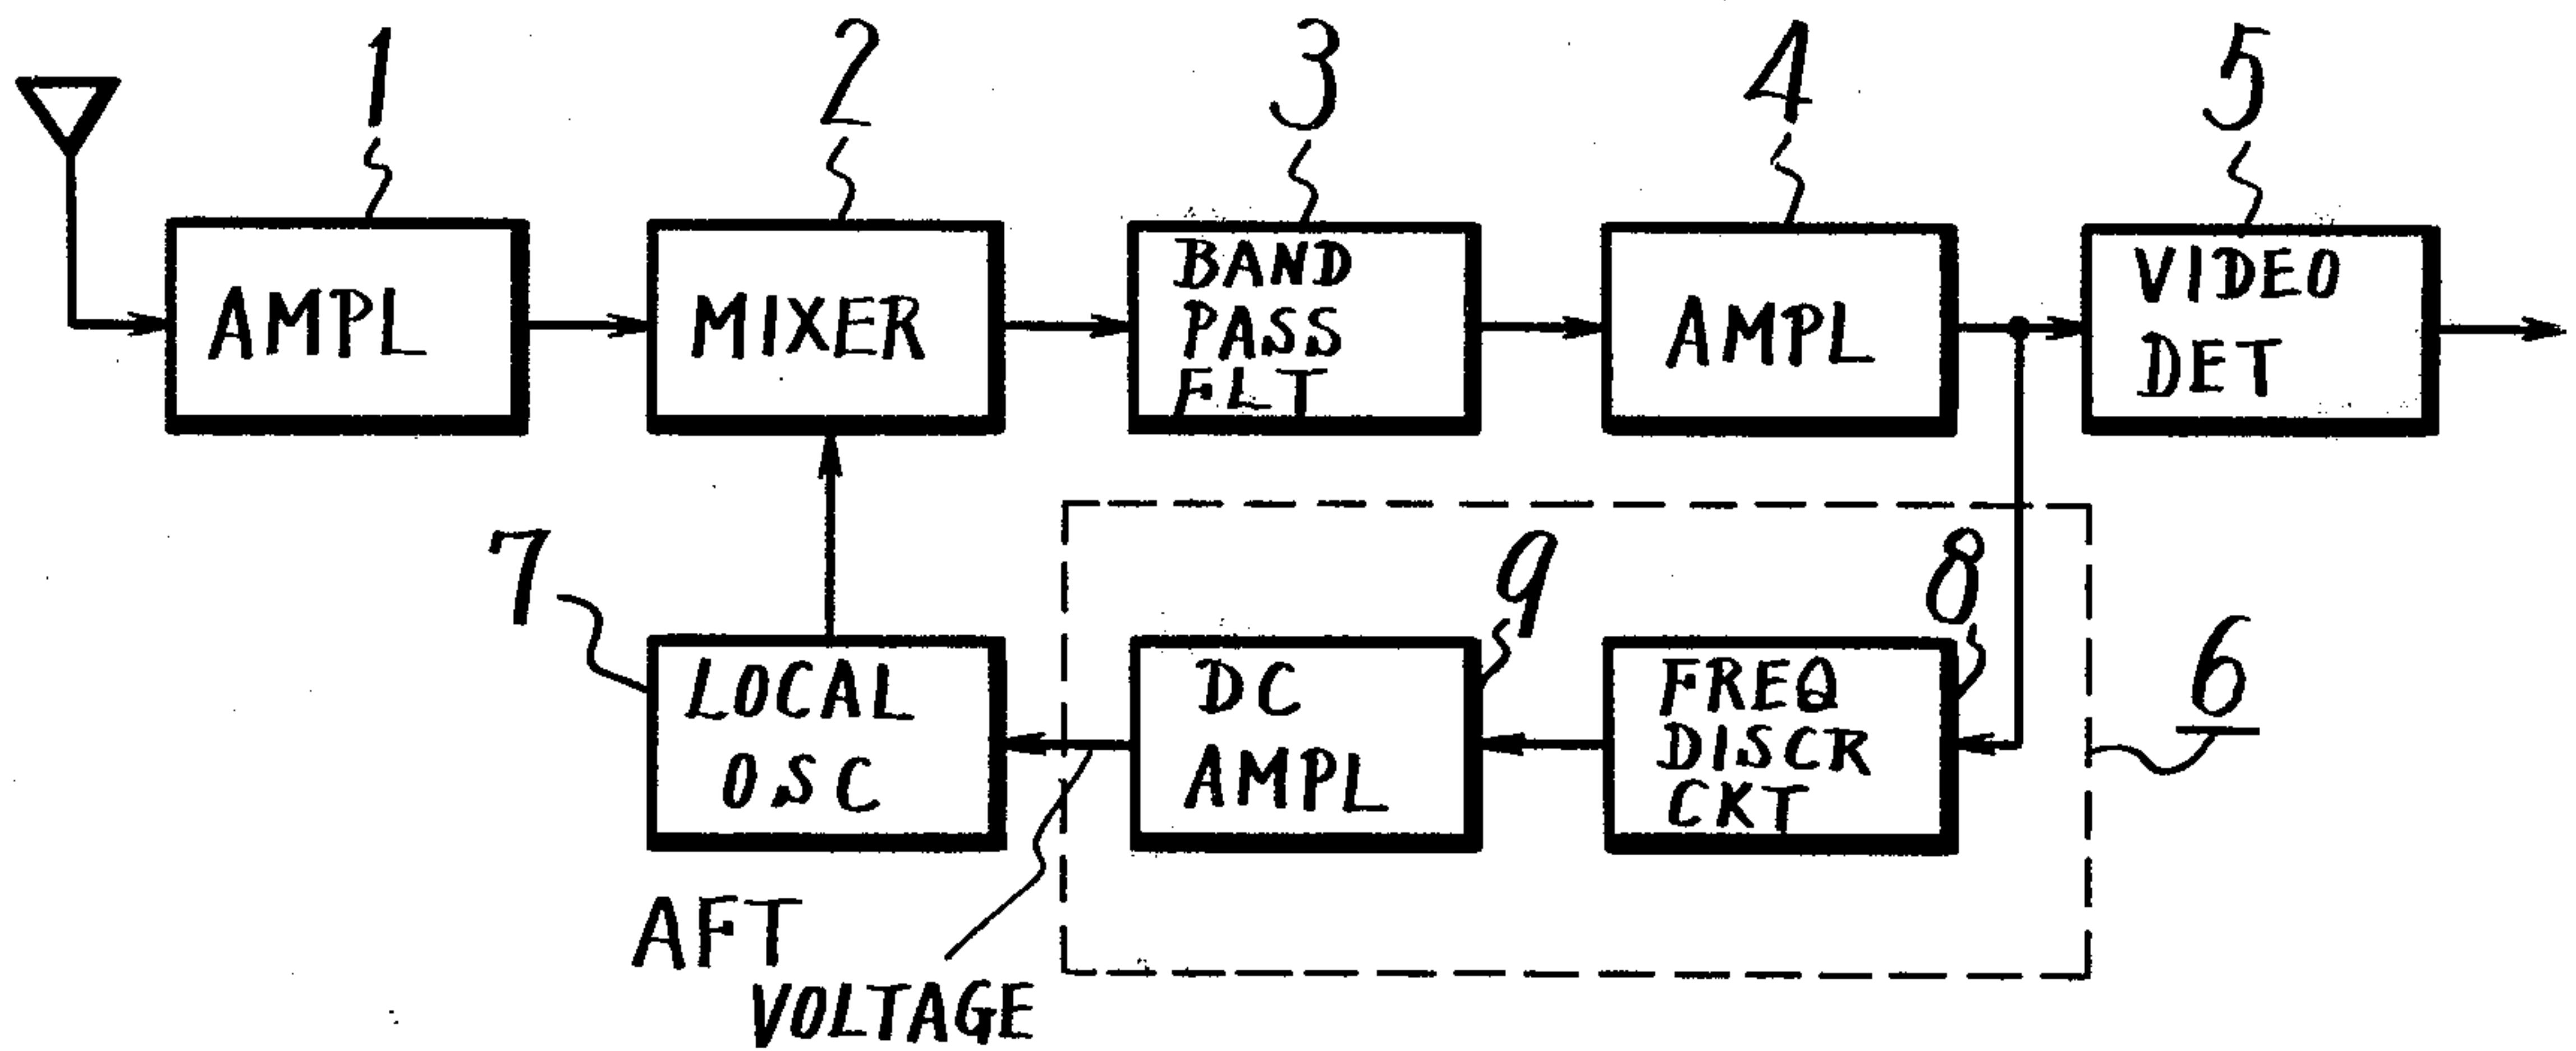 1
2
3
4
5
AMPL
MIXER
BAND
PASS
FLT
AMPL
VIDEO
DET
7
9
8
6
LOCAL
OSC
DC
AMPL
FREQ
DISCR
CKT
AFT
VOLTAGE